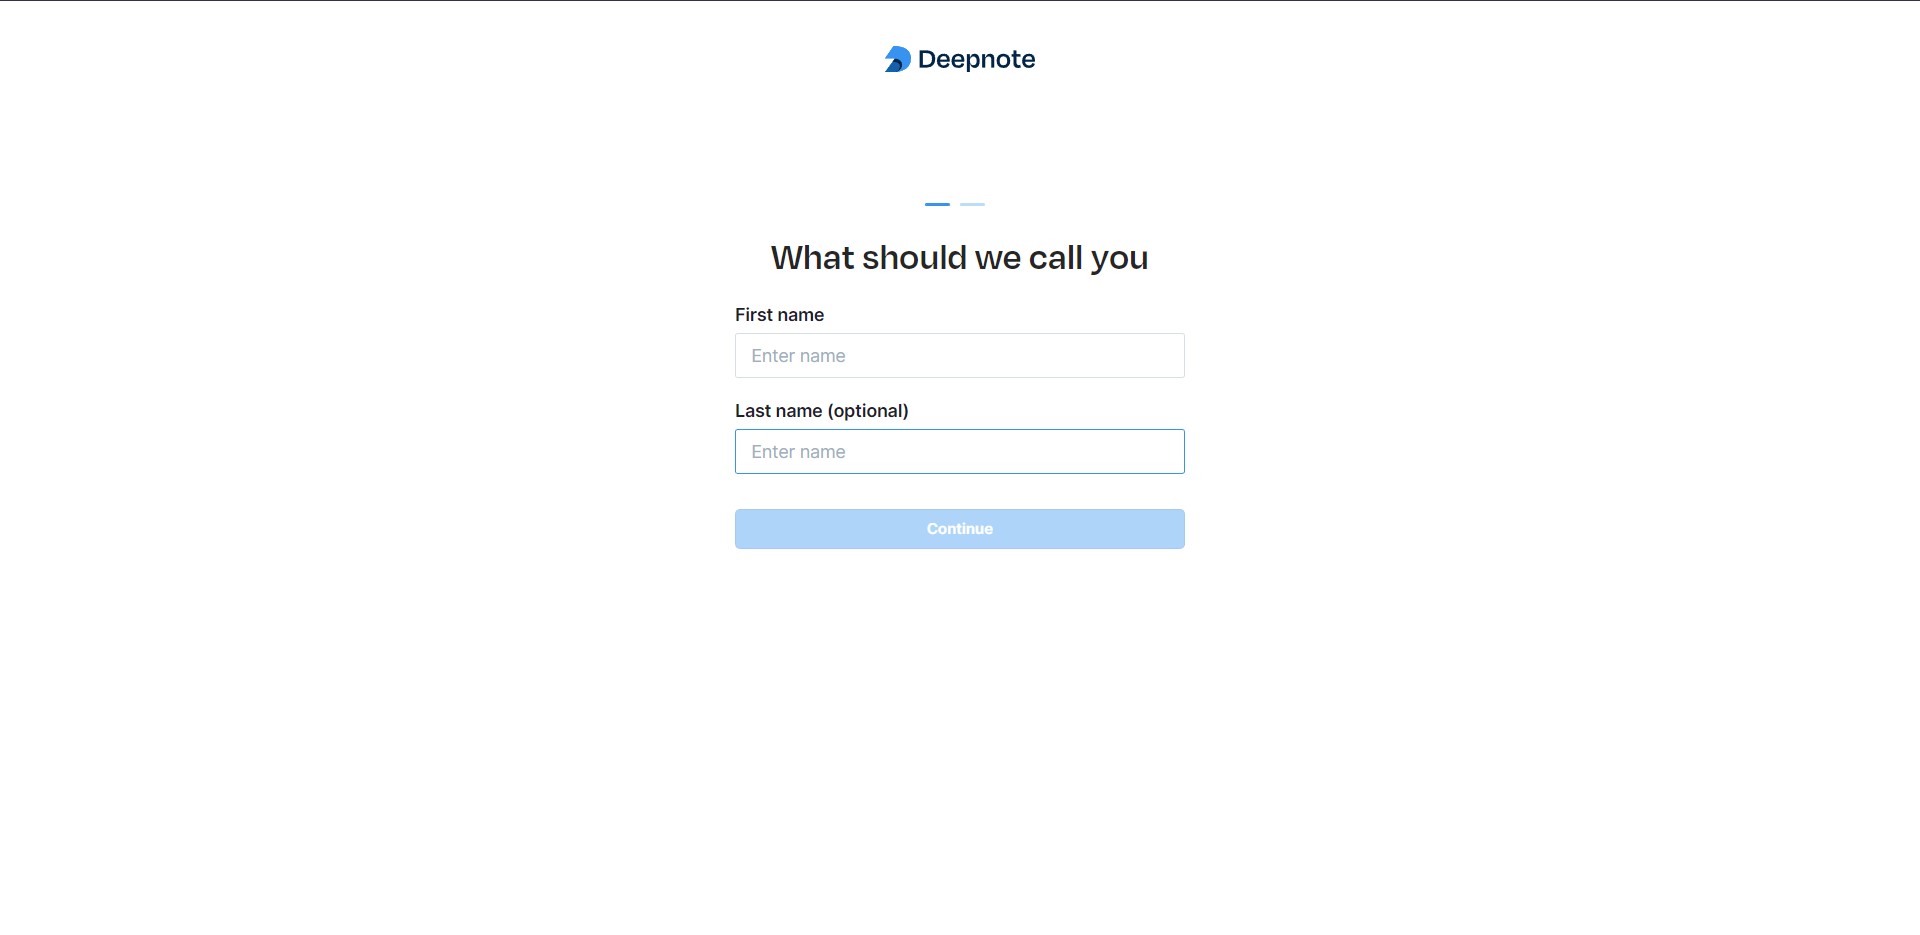 Deepnote
What should we call you
First name
Enter name
Last name (optional)
Enter name
Continue